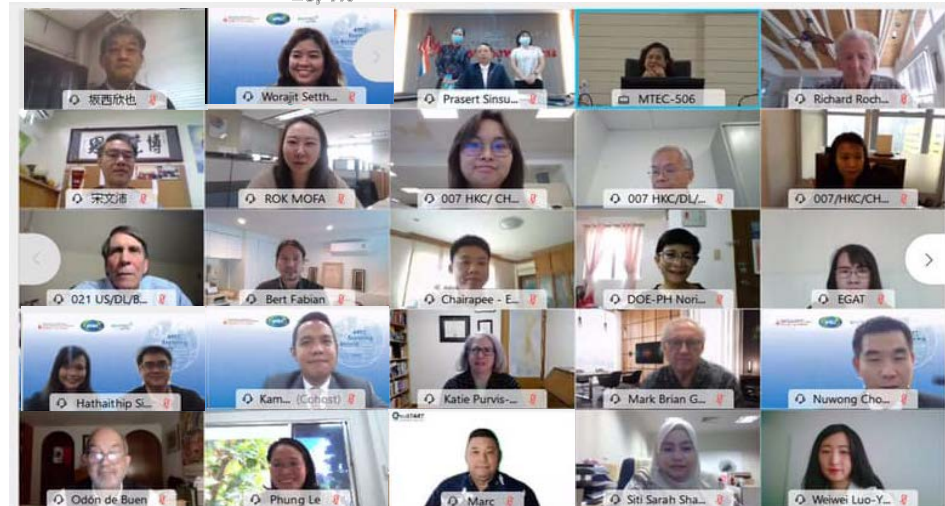 坂西欣也
Worajit Setth...
Prasert Sinsu...
MTEC-506
Richard Roch...
宋文沛
ROK MOFA
007 HKC/ CH...
007 HKC/DL/...
007/HKC/CH...
021 US/DL/B...
Bert Fabian
Chairapee - E...
DOE-PH Nori...
EGAT
Hathaithip Si...
Kam... (Cohost)
Katie Purvis-...
Mark Brian G...
Nuwong Cho...
Odón de Buen
Phung Le
Marc
Siti Sarah Sha...
Weiwei Luo-Y...